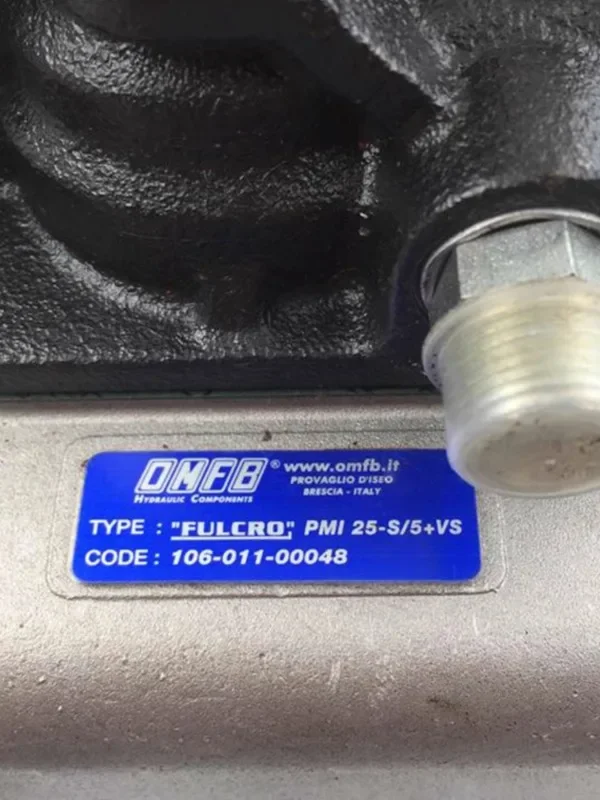 OMFB® www.omfb.it
HYDRAULIC COMPONENTS
PROVAGLIO D'ISEO
BRESCIA - ITALY
TYPE : "FULCRO" PMI 25-S/5+VS
CODE : 106-011-00048